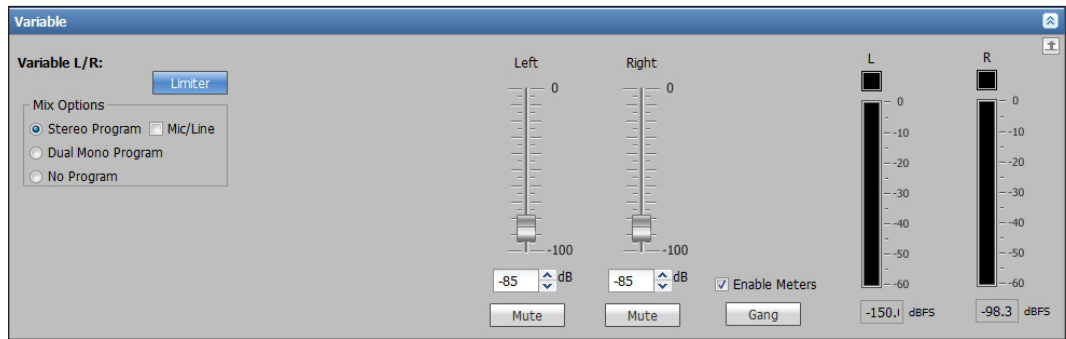 Variable
Variable L/R:
Limiter
Mix Options
Stereo Program Mic/Line
Dual Mono Program
No Program
Left Right
0 0
-100 -100
-85 dB -85 dB
Mute Mute
Enable Meters
Gang
L R
0 0
-10 -10
-20 -20
-30 -30
-40 -40
-50 -50
-60 -60
dBFS -98.3 dBFS